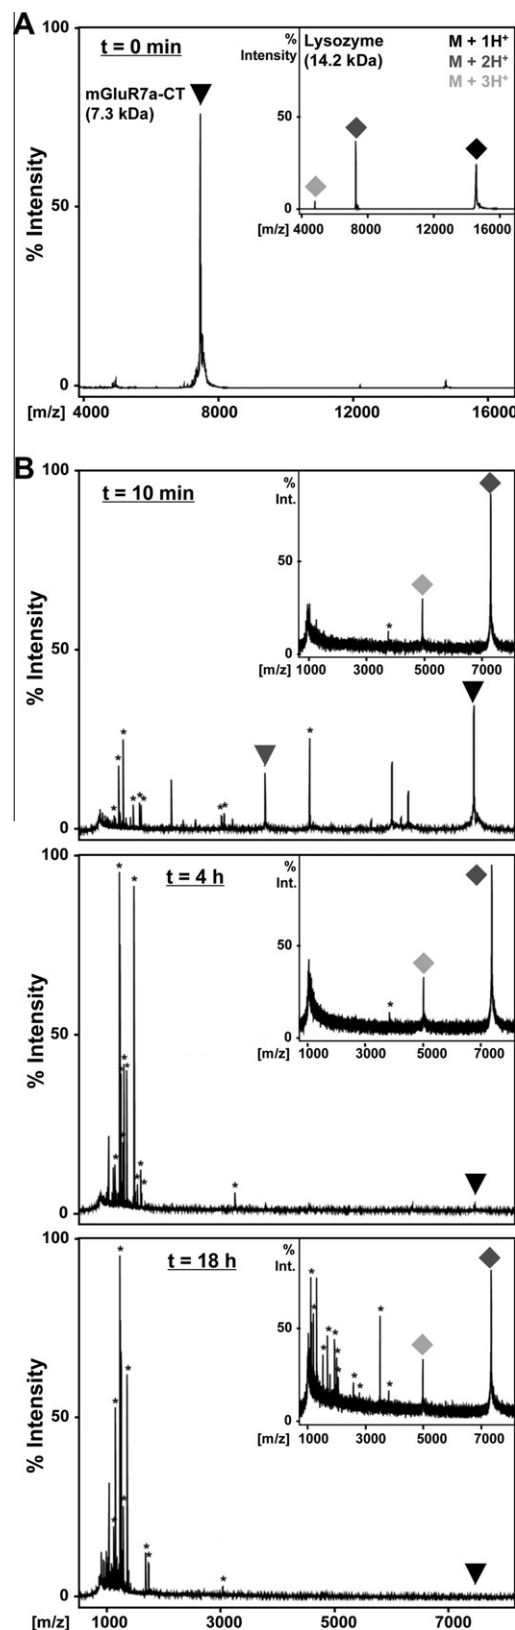 A
100
t = 0 min
%
Intensity
Lysozyme
(14.2 kDa)
M + 1H⁺
M + 2H⁺
M + 3H⁺
mGluR7a-CT
(7.3 kDa)
50
0
[m/z] 4000 8000 12000 16000
% Intensity
50
0
[m/z] 4000 8000 12000 16000
B
100
t = 10 min
%
Int.
50
*
0
[m/z] 1000 3000 5000 7000
% Intensity
50
* * * * * * * * *
0
100
t = 4 h
%
Int.
50
*
0
[m/z] 1000 3000 5000 7000
% Intensity
50
* * * * * * * *
0
100
t = 18 h
%
Int.
50
* * * * * * * * * * *
0
[m/z] 1000 3000 5000 7000
% Intensity
50
* * * * * * * *
0
[m/z] 1000 3000 5000 7000